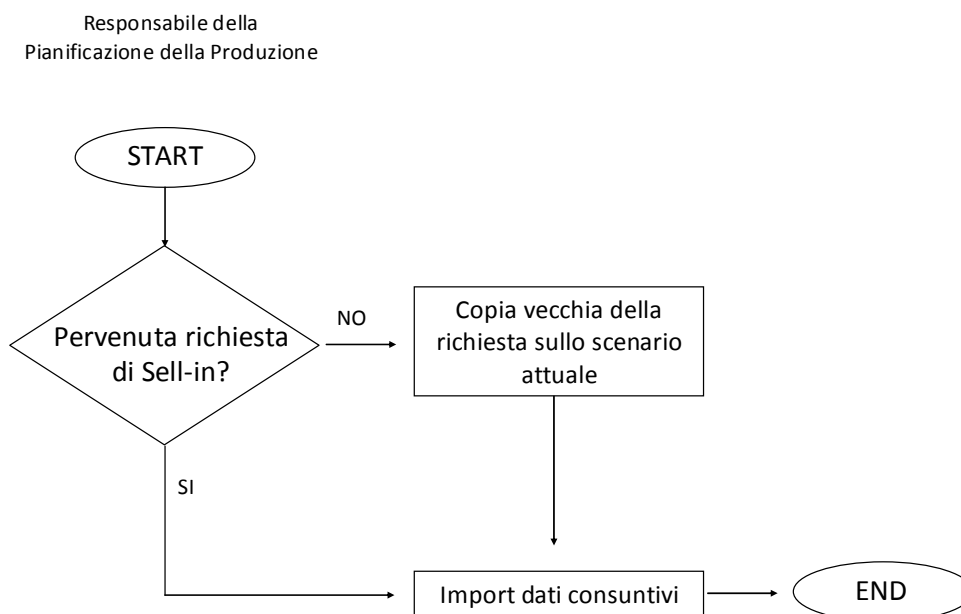 Responsabile della
Pianificazione della Produzione
START
Pervenuta richiesta
di Sell-in?
NO
Copia vecchia della
richiesta sullo scenario
attuale
SI
Import dati consuntivi
END